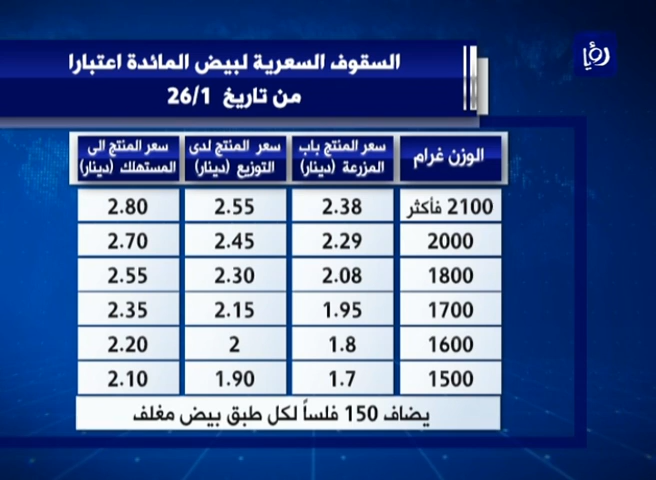 رؤيا
السقوف السعرية لبيض المائدة اعتبارا
من تاريخ 26/1
الوزن غرام | سعر المنتج باب المزرعة (دينار) | سعر المنتج لدى التوزيع (دينار) | سعر المنتج الى المستهلك (دينار)
2100 فأكثر | 2.38 | 2.55 | 2.80
2000 | 2.29 | 2.45 | 2.70
1800 | 2.08 | 2.30 | 2.55
1700 | 1.95 | 2.15 | 2.35
1600 | 1.8 | 2 | 2.20
1500 | 1.7 | 1.90 | 2.10
يضاف 150 فلساً لكل طبق بيض مغلف